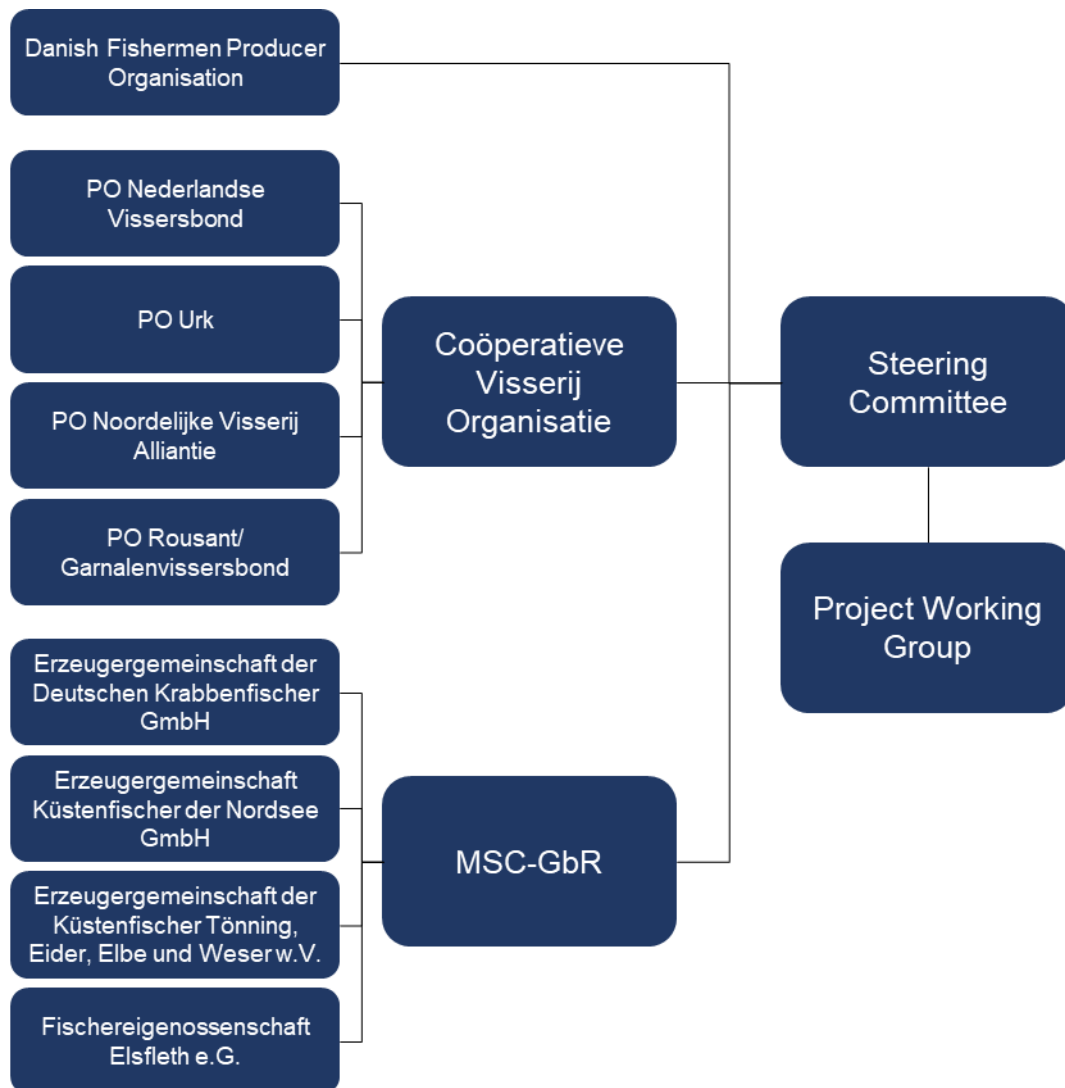 Danish Fishermen Producer
Organisation
PO Nederlandse
Vissersbond
PO Urk
PO Noordelijke Visserij
Alliantie
PO Rousant/
Garnalenvissersbond
Erzeugergemeinschaft der
Deutschen Krabbenfischer
GmbH
Erzeugergemeinschaft
Küstenfischer der Nordsee
GmbH
Erzeugergemeinschaft der
Küstenfischer Tönning,
Eider, Elbe und Weser w.V.
Fischereigenossenschaft
Elsfleth e.G.
Coöperatieve
Visserij
Organisatie
MSC-GbR
Steering
Committee
Project Working
Group